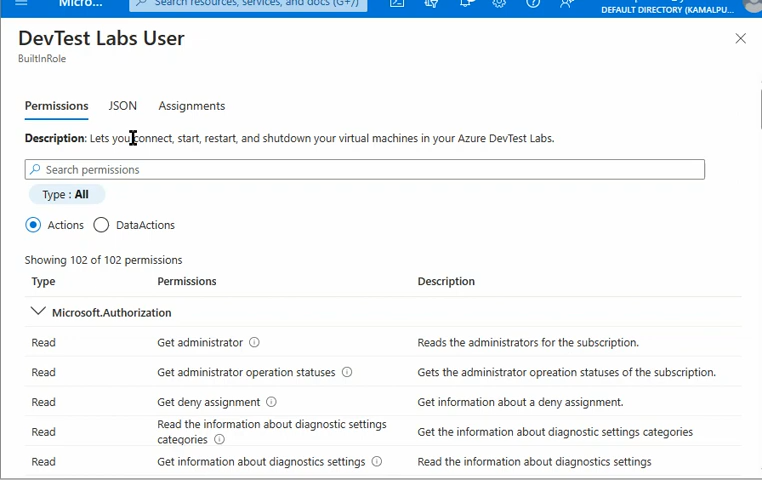 Micro...
Search resources, services, and docs (G+/)
DEFAULT DIRECTORY (KAMALPU...
DevTest Labs User
BuiltInRole
Permissions JSON Assignments
Description: Lets you connect, start, restart, and shutdown your virtual machines in your Azure DevTest Labs.
Search permissions
Type : All
Actions DataActions
Showing 102 of 102 permissions
Type Permissions Description
Microsoft.Authorization
Read Get administrator Reads the administrators for the subscription.
Read Get administrator operation statuses Gets the administrator opreation statuses of the subscription.
Read Get deny assignment Get information about a deny assignment.
Read Read the information about diagnostic settings categories Get the information about diagnostic settings categories
Read Get information about diagnostics settings Read the information about diagnostics settings